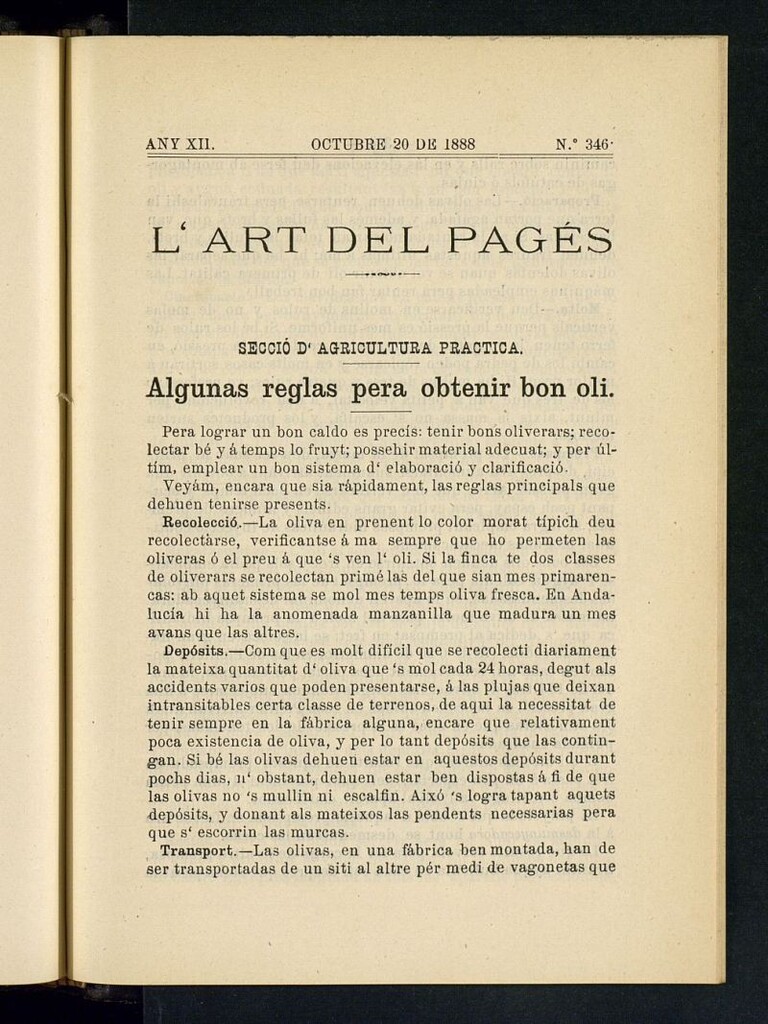 ANY XII. OCTUBRE 20 DE 1888 N.º 346
L‘ ART DEL PAGÉS
SECCIÓ D‘ AGRICULTURA PRACTICA.
Algunas reglas pera obtenir bon oli.
Pera lograr un bon caldo es precís: tenir bons oliverars; reco-
lectar bé y á temps lo fruyt; possehir material adecuat; y per úl-
tím, emplear un bon sistema d‘ elaboració y clarificació.
Veyám, encara que sia rápidament, las reglas principals que
dehuen tenirse presents.
Recolecció.—La oliva en prenent lo color morat típich deu
recolectárse, verificantse á ma sempre que ho permeten las
oliveras ó el preu á que ‘s ven l‘ oli. Si la finca te dos classes
de oliverars se recolectan primé las del que sian mes primaren-
cas: ab aquet sistema se mol mes temps oliva fresca. En Anda-
lucía hi ha la anomenada manzanilla que madura un mes
avans que las altres.
Depósits.—Com que es molt difícil que se recolecti diariament
la mateixa quantitat d‘ oliva que ‘s mol cada 24 horas, degut als
accidents varios que poden presentarse, á las plujas que deixan
intransitables certa classe de terrenos, de aqui la necesitat de
tenir sempre en la fábrica alguna, encare que relativament
poca existencia de oliva, y per lo tant depósits que las contin-
gan. Si bé las olivas dehuen estar en aquestos depósits durant
pochs dias, n‘ obstant, dehuen estar ben dispostas á fi de que
las olivas no ‘s mullin ni escalfin. Aixó ‘s logra tapant aquets
depósits, y donant als mateixos las pendents necessarias pera
que s‘ escorrin las murcas.
Transport.—Las olivas, en una fábrica ben montada, han de
ser transportadas de un siti al altre pér medi de vagonetas que